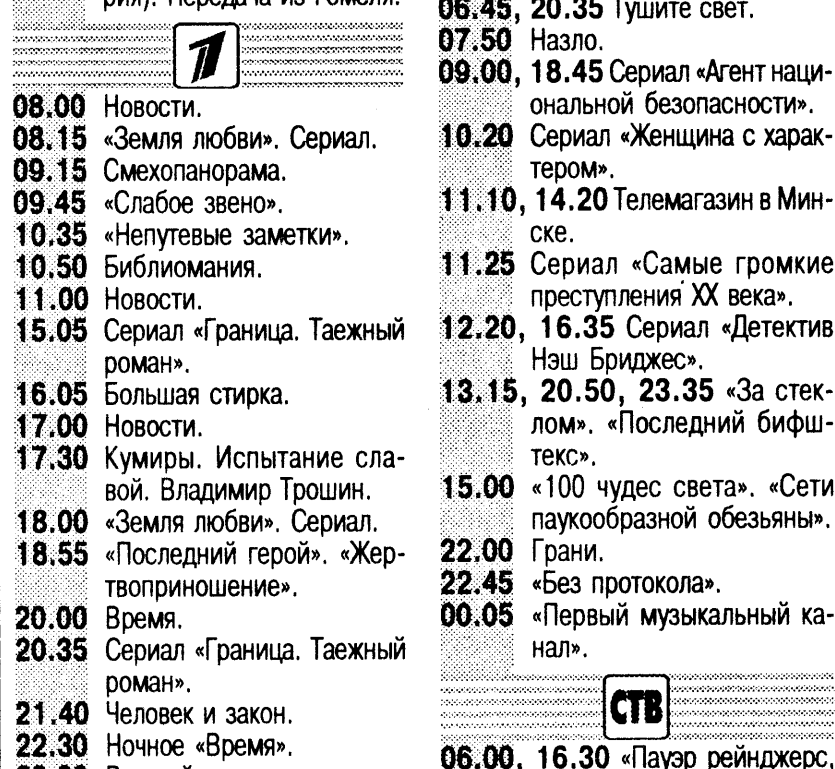 рия). Передача из Гомеля.
1
08.00 Новости.
08.15 «Земля любви». Сериал.
09.15 Смехопанорама.
09.45 «Слабое звено».
10.35 «Непутевые заметки».
10.50 Библиомания.
11.00 Новости.
15.05 Сериал «Граница. Таежный
роман».
16.05 Большая стирка.
17.00 Новости.
17.30 Кумиры. Испытание сла-
вой. Владимир Трошин.
18.00 «Земля любви». Сериал.
18.55 «Последний герой». «Жер-
твоприношение».
20.00 Время.
20.35 Сериал «Граница. Таежный
роман».
21.40 Человек и закон.
22.30 Ночное «Время».
06.45, 20.35 Тушите свет.
07.50 Назло.
09.00, 18.45 Сериал «Агент наци-
ональной безопасности».
10.20 Сериал «Женщина с харак-
тером».
11.10, 14.20 Телемагазин в Мин-
ске.
11.25 Сериал «Самые громкие
преступления XX века».
12.20, 16.35 Сериал «Детектив
Нэш Бриджес».
13.15, 20.50, 23.35 «За стек-
лом». «Последний бифш-
текс».
15.00 «100 чудес света». «Сети
паукообразной обезьяны».
22.00 Грани.
22.45 «Без протокола».
00.05 «Первый музыкальный ка-
нал».
СТВ
06.00, 16.30 «Пауэр рейнджерс,